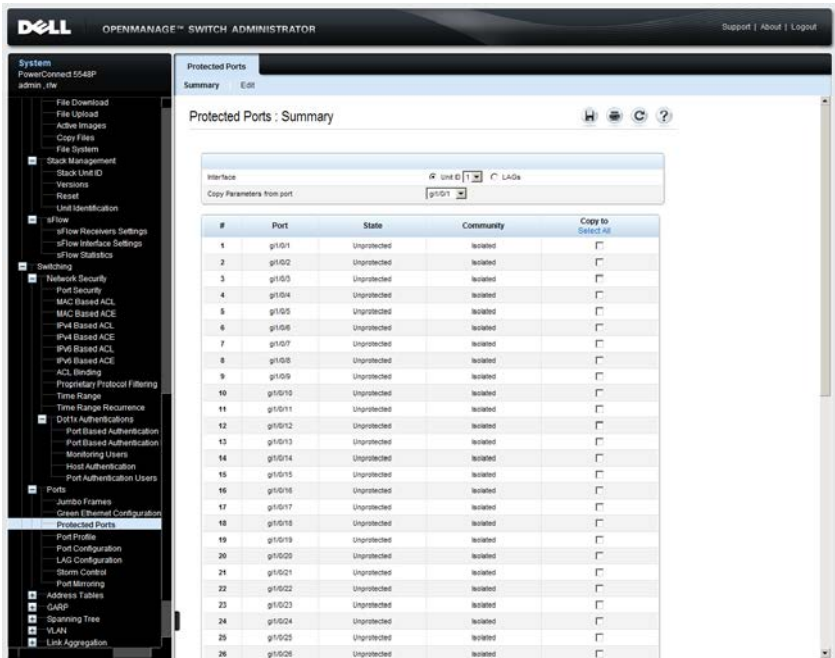 DELL OPENMANAGE™ SWITCH ADMINISTRATOR
Support | About | Logout
System
PowerConnect 5548P
admin , r/w
File Download
File Upload
Active Images
Copy Files
File System
Stack Management
Stack Unit ID
Versions
Reset
Unit Identification
sFlow
sFlow Receivers Settings
sFlow Interface Settings
sFlow Statistics
Switching
Network Security
Port Security
MAC Based ACL
MAC Based ACE
IPv4 Based ACL
IPv4 Based ACE
IPv6 Based ACL
IPv6 Based ACE
ACL Binding
Proprietary Protocol Filtering
Time Range
Time Range Recurrence
Dot1x Authentications
Port Based Authentication
Port Based Authentication
Monitoring Users
Host Authentication
Port Authentication Users
Ports
Jumbo Frames
Green Ethernet Configuration
Protected Ports
Port Profile
Port Configuration
LAG Configuration
Storm Control
Port Mirroring
Address Tables
GARP
Spanning Tree
VLAN
Link Aggregation
Protected Ports
Summary Edit
Protected Ports : Summary
Interface Unit ID 1 LAGs
Copy Parameters from port gi1/0/1
# Port State Community Copy to
Select All
1 gi1/0/1 Unprotected Isolated
2 gi1/0/2 Unprotected Isolated
3 gi1/0/3 Unprotected Isolated
4 gi1/0/4 Unprotected Isolated
5 gi1/0/5 Unprotected Isolated
6 gi1/0/6 Unprotected Isolated
7 gi1/0/7 Unprotected Isolated
8 gi1/0/8 Unprotected Isolated
9 gi1/0/9 Unprotected Isolated
10 gi1/0/10 Unprotected Isolated
11 gi1/0/11 Unprotected Isolated
12 gi1/0/12 Unprotected Isolated
13 gi1/0/13 Unprotected Isolated
14 gi1/0/14 Unprotected Isolated
15 gi1/0/15 Unprotected Isolated
16 gi1/0/16 Unprotected Isolated
17 gi1/0/17 Unprotected Isolated
18 gi1/0/18 Unprotected Isolated
19 gi1/0/19 Unprotected Isolated
20 gi1/0/20 Unprotected Isolated
21 gi1/0/21 Unprotected Isolated
22 gi1/0/22 Unprotected Isolated
23 gi1/0/23 Unprotected Isolated
24 gi1/0/24 Unprotected Isolated
25 gi1/0/25 Unprotected Isolated
26 gi1/0/26 Unprotected Isolated